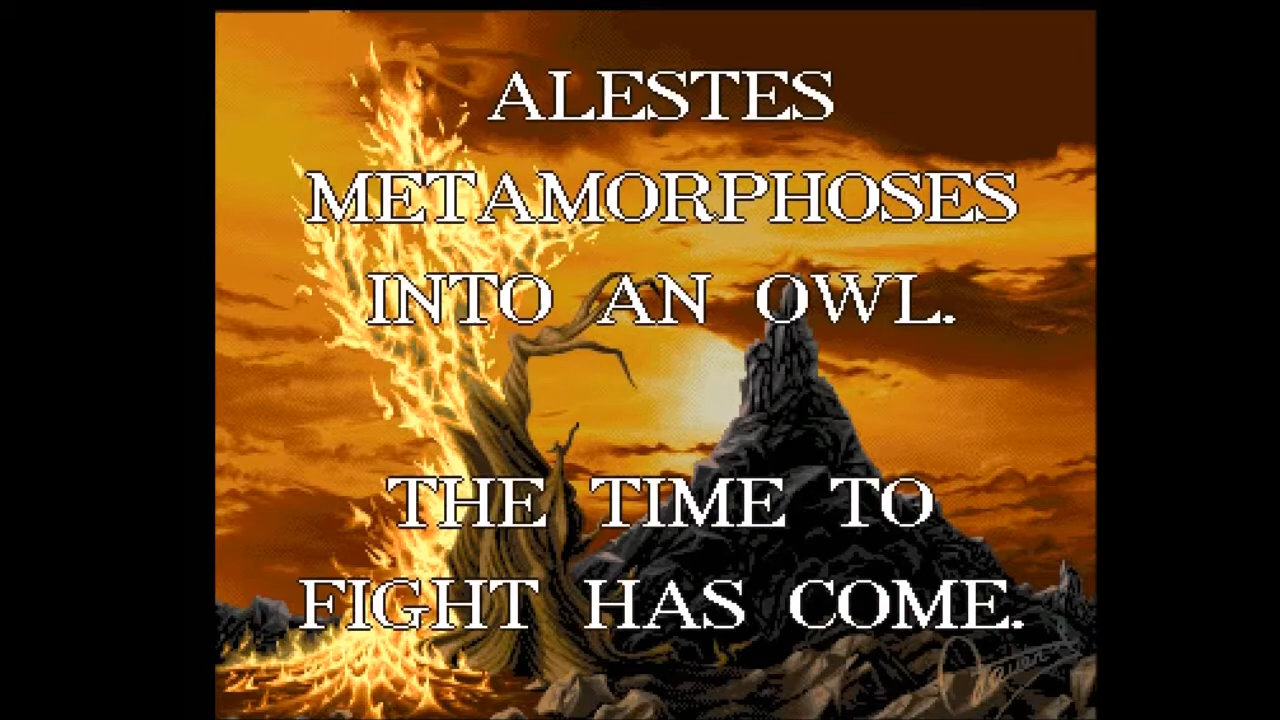 ALESTES
METAMORPHOSES
INTO AN OWL.
THE TIME TO
FIGHT HAS COME.